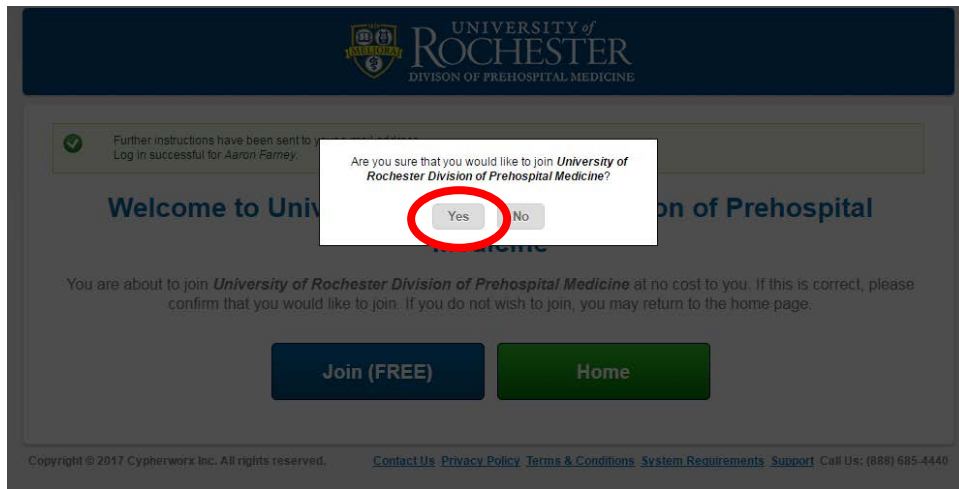 MELIORA
UNIVERSITY of
ROCHESTER
DIVISON OF PREHOSPITAL MEDICINE
Further instructions have been sent to
Log in successful for Aaron Farney.
Are you sure that you would like to join University of
Rochester Division of Prehospital Medicine?
Yes No
Welcome to Univ on of Prehospital
You are about to join University of Rochester Division of Prehospital Medicine at no cost to you. If this is correct, please
confirm that you would like to join. If you do not wish to join, you may return to the home page.
Join (FREE) Home
Copyright © 2017 Cypherworx Inc. All rights reserved. Contact Us Privacy Policy Terms & Conditions System Requirements Support Call Us: (888) 685-4440